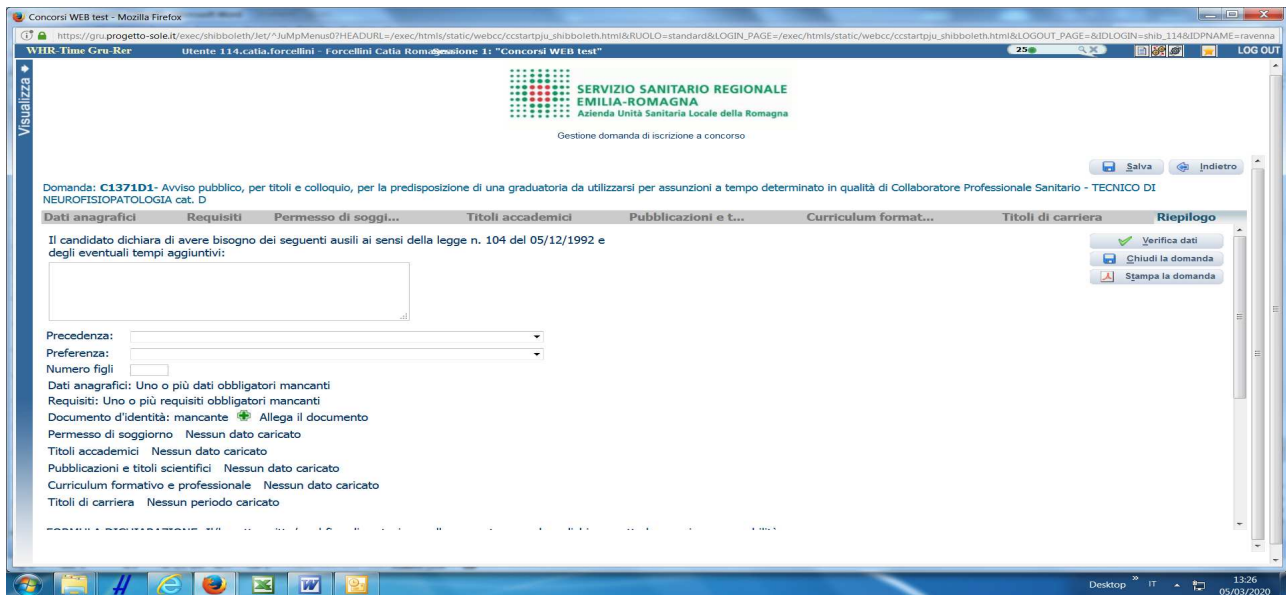 Concorsi WEB test - Mozilla Firefox
https://gru.progetto-sole.it/exec/shibboleth/Jet/^JuMpMenus0?HEADURL=/exec/htmls/static/webcc/ccstartpju_shibboleth.html&RUOLO=standard&LOGIN_PAGE=/exec/htmls/static/webcc/ccstartpju_shibboleth.html&LOGOUT_PAGE=&IDLOGIN=shib_114&IDPNAME=ravenna
WHR-Time Gru-Rer Utente 114.catia.forcellini - Forcellini Catia Sessione 1: "Concorsi WEB test" 25 LOG OUT
Visualizza
SERVIZIO SANITARIO REGIONALE
EMILIA-ROMAGNA
Azienda Unità Sanitaria Locale della Romagna
Gestione domanda di iscrizione a concorso
Salva Indietro
Domanda: C1371D1- Avviso pubblico, per titoli e colloquio, per la predisposizione di una graduatoria da utilizzarsi per assunzioni a tempo determinato in qualità di Collaboratore Professionale Sanitario - TECNICO DI
NEUROFISIOPATOLOGIA cat. D
Dati anagrafici Requisiti Permesso di soggi... Titoli accademici Pubblicazioni e t... Curriculum format... Titoli di carriera Riepilogo
Il candidato dichiara di avere bisogno dei seguenti ausili ai sensi della legge n. 104 del 05/12/1992 e
degli eventuali tempi aggiuntivi:
Verifica dati
Chiudi la domanda
Stampa la domanda
Precedenza:
Preferenza:
Numero figli
Dati anagrafici: Uno o più dati obbligatori mancanti
Requisiti: Uno o più requisiti obbligatori mancanti
Documento d'identità: mancante Allega il documento
Permesso di soggiorno Nessun dato caricato
Titoli accademici Nessun dato caricato
Pubblicazioni e titoli scientifici Nessun dato caricato
Curriculum formativo e professionale Nessun dato caricato
Titoli di carriera Nessun periodo caricato
Desktop » IT 13:26
05/03/2020